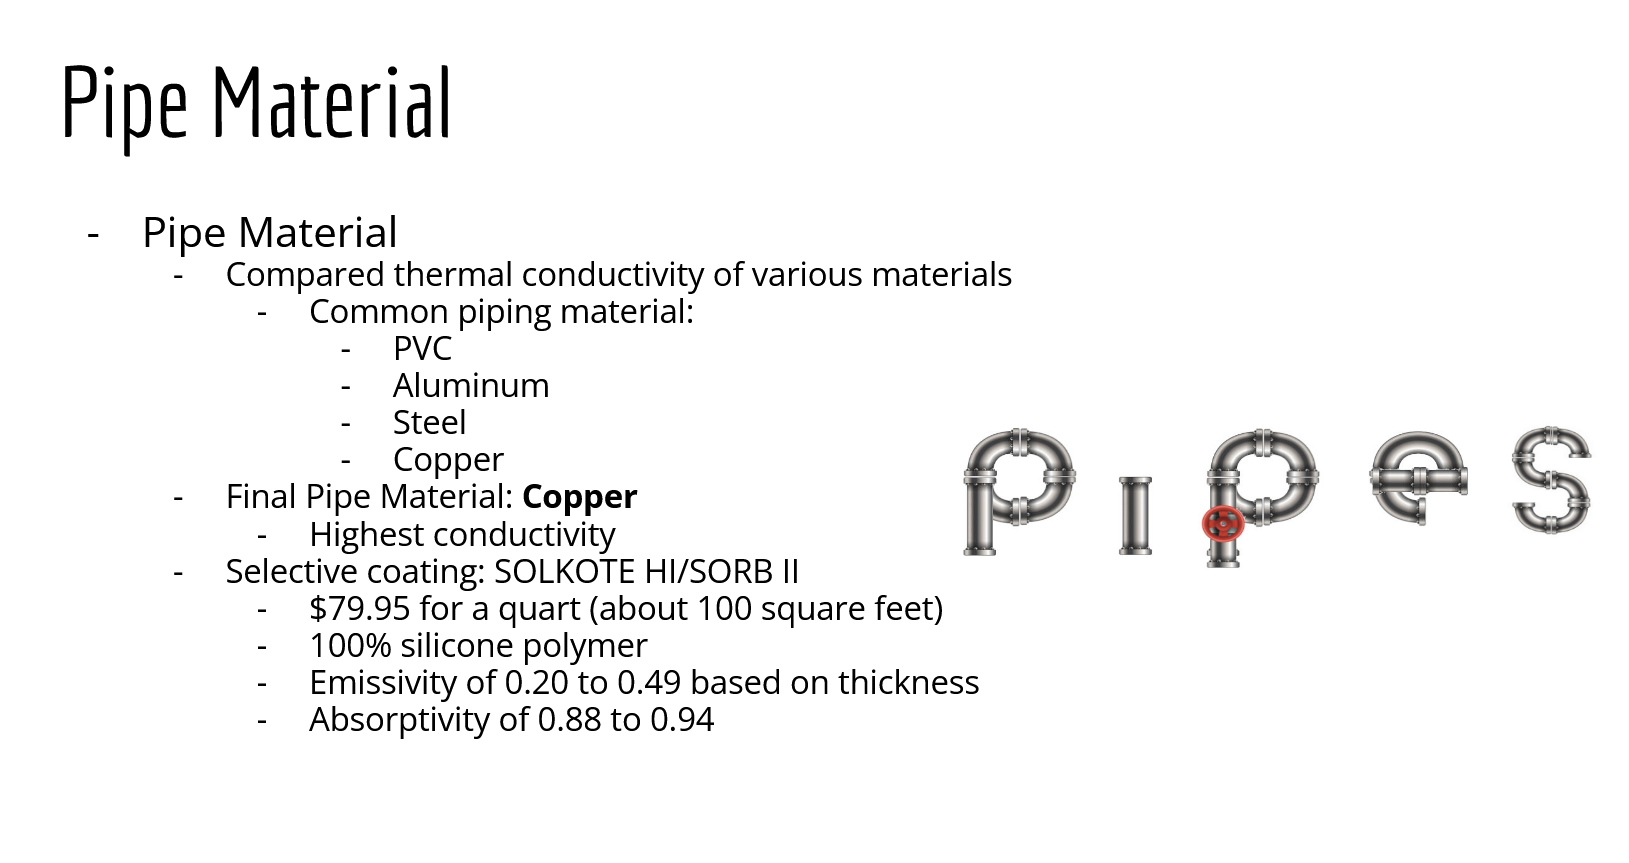 Pipe Material
- Pipe Material
- Compared thermal conductivity of various materials
- Common piping material:
- PVC
- Aluminum
- Steel
- Copper
- Final Pipe Material: Copper
- Highest conductivity
- Selective coating: SOLKOTE HI/SORB II
- $79.95 for a quart (about 100 square feet)
- 100% silicone polymer
- Emissivity of 0.20 to 0.49 based on thickness
- Absorptivity of 0.88 to 0.94
pipes